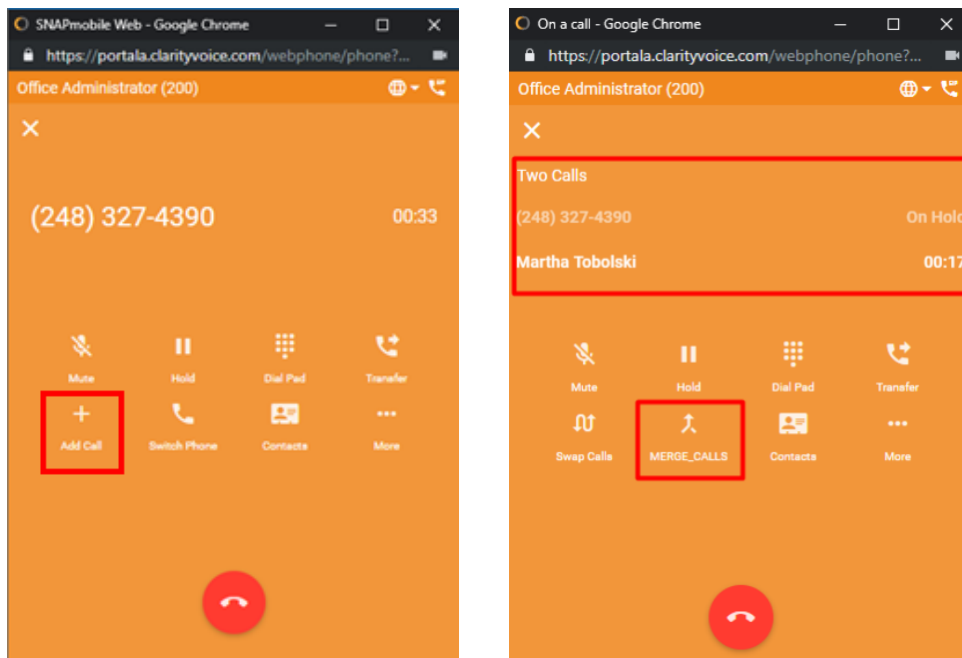 SNAPmobile Web - Google Chrome
https://portala.clarityvoice.com/webphone/phone?...
Office Administrator (200)
(248) 327-4390 00:33
Mute Hold Dial Pad Transfer
Add Call Switch Phone Contacts More
On a call - Google Chrome
https://portala.clarityvoice.com/webphone/phone?...
Office Administrator (200)
Two Calls
(248) 327-4390 On Hold
Martha Tobolski 00:17
Mute Hold Dial Pad Transfer
Swap Calls MERGE_CALLS Contacts More